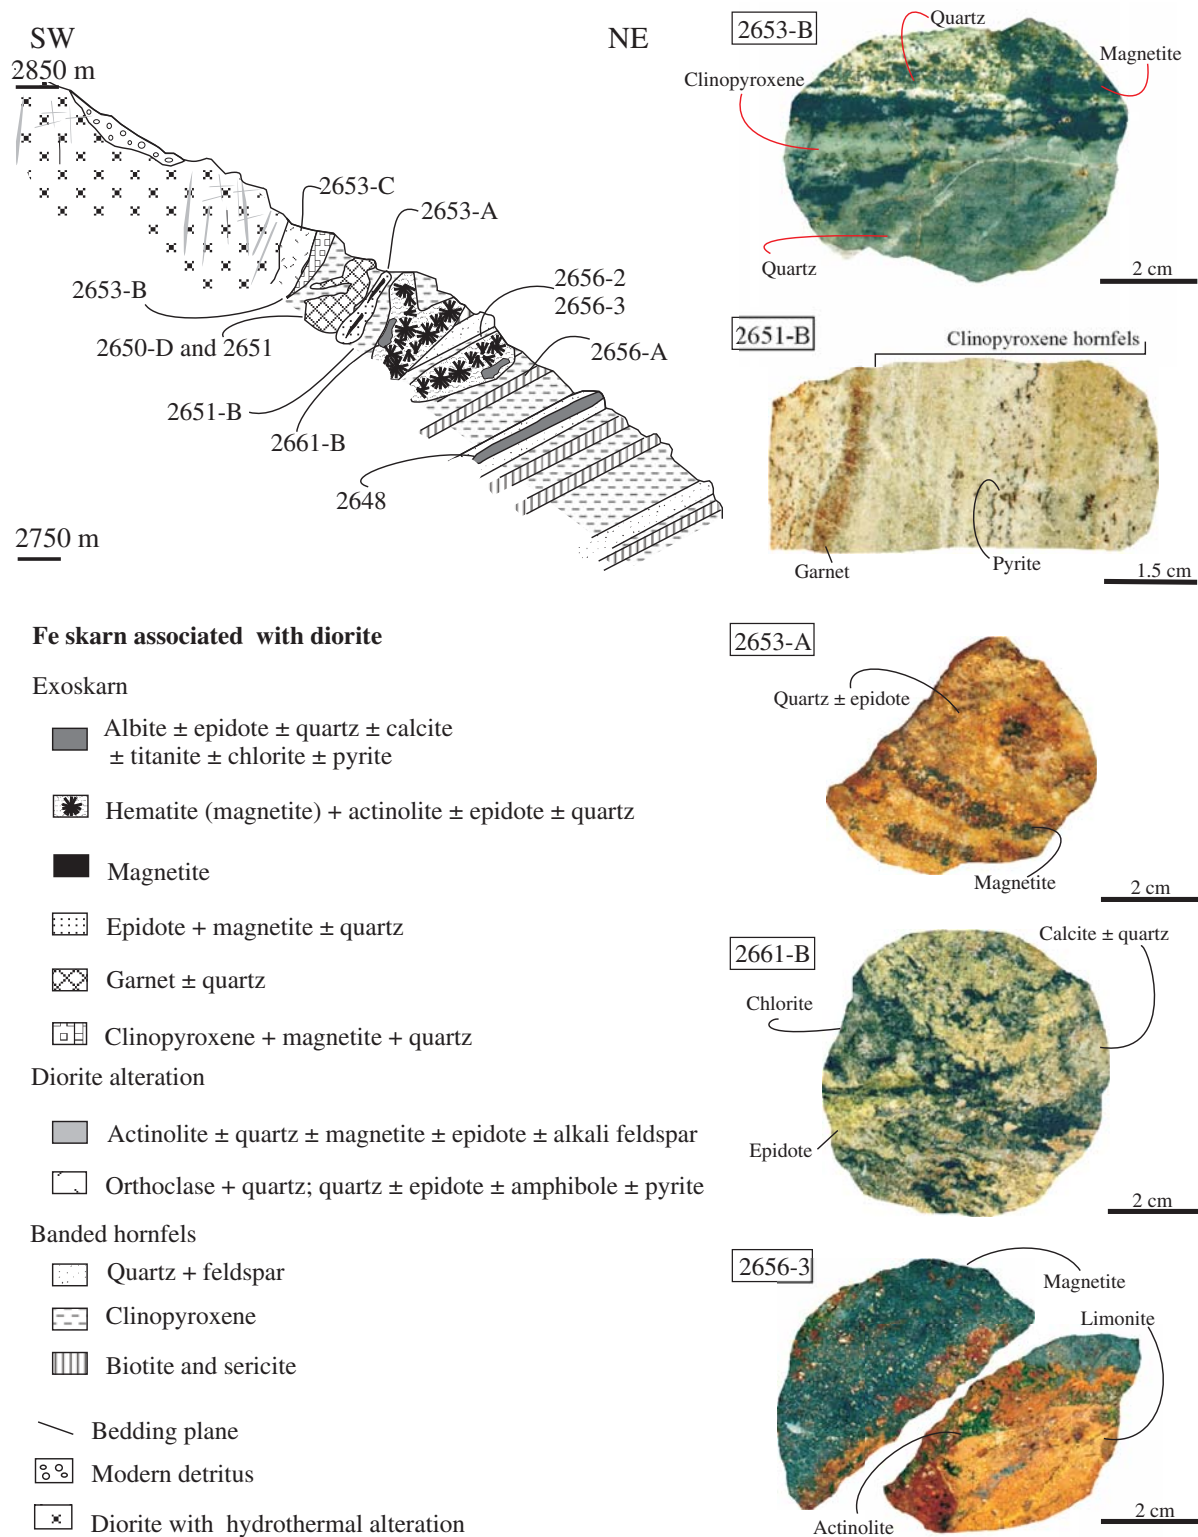 SW
NE
2850 m
2653-C
2653-A
2653-B
2656-2
2656-3
2650-D and 2651
2656-A
2651-B
2661-B
2648
2750 m
Fe skarn associated with diorite
Exoskarn
Albite ± epidote ± quartz ± calcite
± titanite ± chlorite ± pyrite
Hematite (magnetite) + actinolite ± epidote ± quartz
Magnetite
Epidote + magnetite ± quartz
Garnet ± quartz
Clinopyroxene + magnetite + quartz
Diorite alteration
Actinolite ± quartz ± magnetite ± epidote ± alkali feldspar
Orthoclase + quartz; quartz ± epidote ± amphibole ± pyrite
Banded hornfels
Quartz + feldspar
Clinopyroxene
Biotite and sericite
Bedding plane
Modern detritus
Diorite with hydrothermal alteration
2653-B
Quartz
Magnetite
Clinopyroxene
Quartz
2 cm
2651-B
Clinopyroxene hornfels
Garnet
Pyrite
1.5 cm
2653-A
Quartz ± epidote
Magnetite
2 cm
2661-B
Calcite ± quartz
Chlorite
Epidote
2 cm
2656-3
Magnetite
Limonite
Actinolite
2 cm